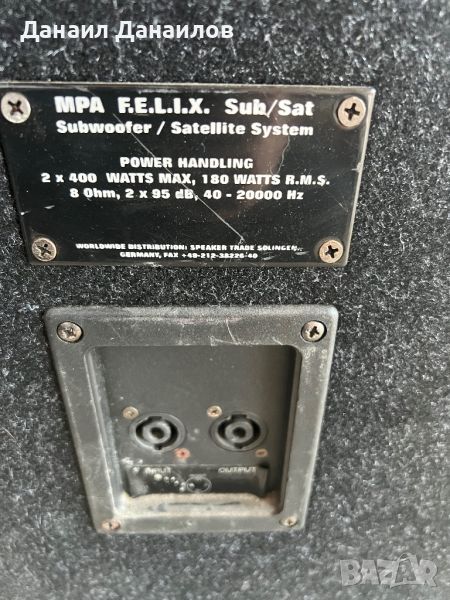 Данаил Данаилов
MPA F.E.L.I.X. Sub/Sat
Subwoofer / Satellite System
POWER HANDLING
2 x 400 WATTS MAX, 180 WATTS R.M.S.
8 Ohm, 2 x 95 dB, 40 - 20000 Hz
WORLDWIDE DISTRIBUTION: SPEAKER TRADE SOLINGEN,
GERMANY, FAX +49-212-38226-40
INPUT OUTPUT
BAZAR